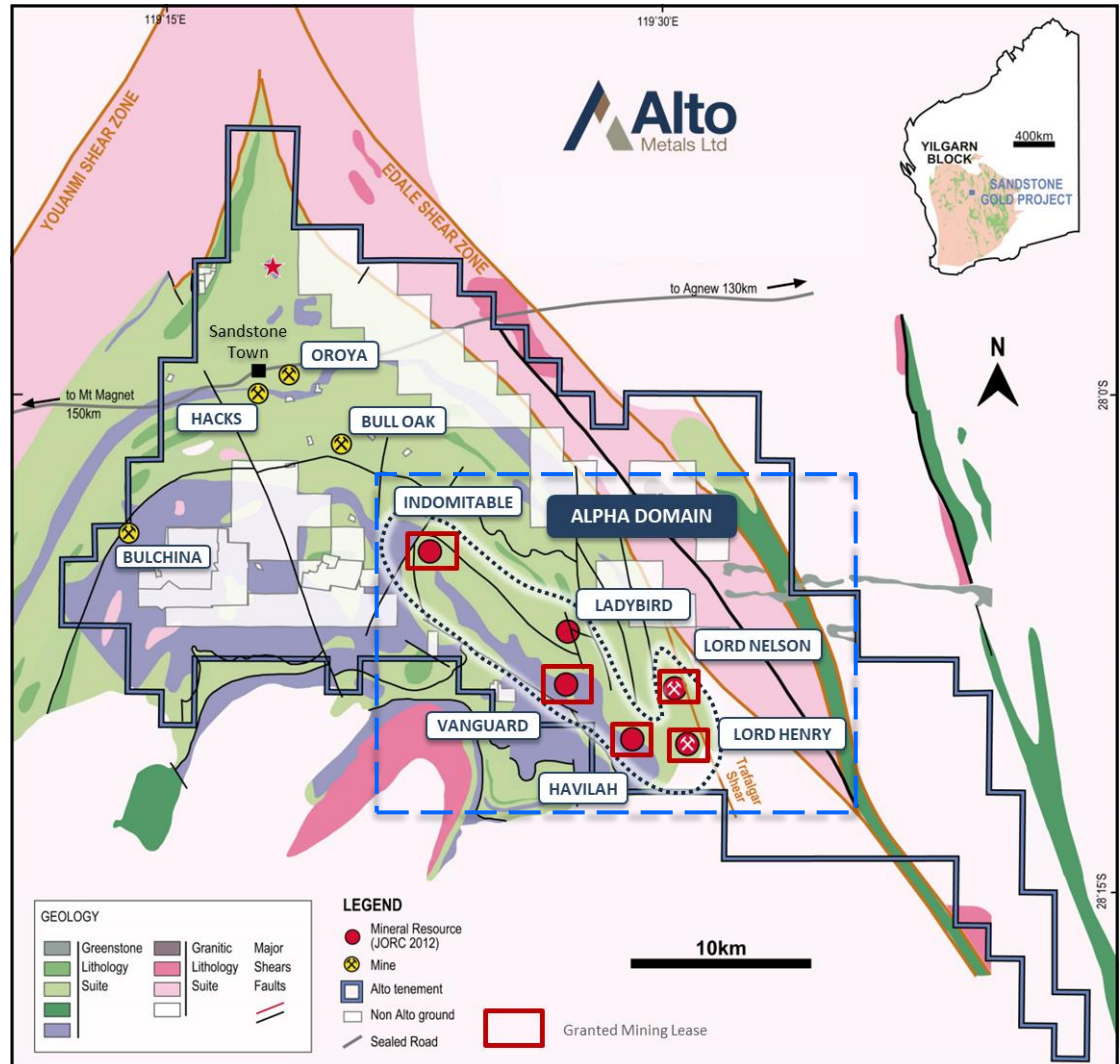 119°15'E
119°30'E
YOUANMI SHEAR ZONE
EDALE SHEAR ZONE
Alto
Metals Ltd
400km
YILGARN
BLOCK
SANDSTONE
GOLD PROJECT
to Agnew 130km
Sandstone
Town
OROYA
N
to Mt Magnet
150km
28°0'S
HACKS
BULL OAK
INDOMITABLE
ALPHA DOMAIN
BULCHINA
LADYBIRD
LORD NELSON
VANGUARD
LORD HENRY
HAVILAH
Trafalgar
Shear
28°15'S
GEOLOGY
Greenstone
Lithology
Suite
Granitic
Lithology
Suite
Major
Shears
Faults
LEGEND
Mineral Resource
(JORC 2012)
Mine
Alto tenement
Non Alto ground
Sealed Road
Granted Mining Lease
10km